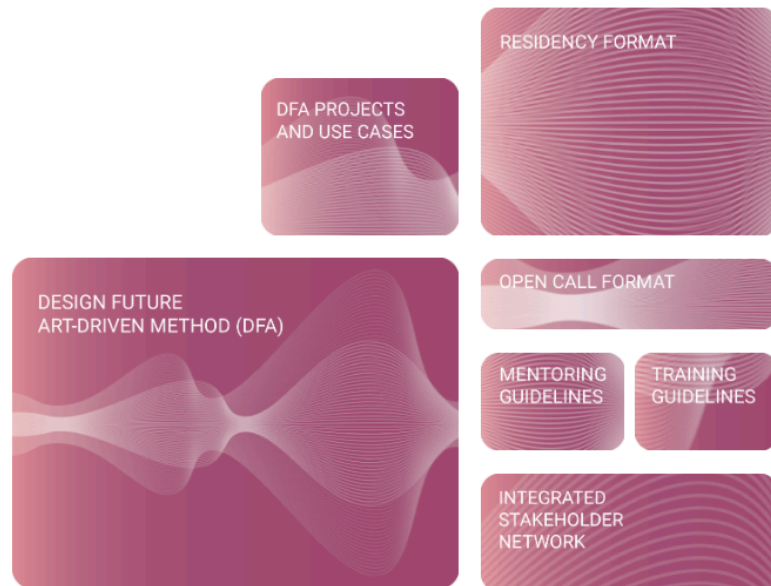 RESIDENCY FORMAT
DFA PROJECTS
AND USE CASES
DESIGN FUTURE
ART-DRIVEN METHOD (DFA)
OPEN CALL FORMAT
MENTORING
GUIDELINES
TRAINING
GUIDELINES
INTEGRATED
STAKEHOLDER
NETWORK